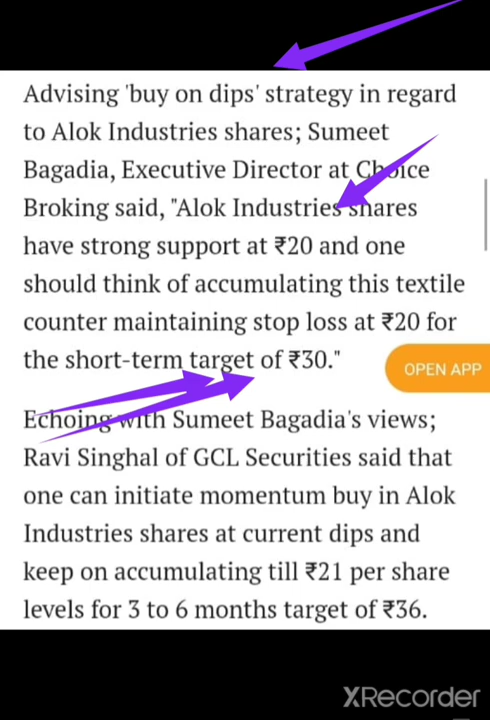 Advising 'buy on dips' strategy in regard
to Alok Industries shares; Sumeet
Bagadia, Executive Director at Choice
Broking said, "Alok Industries shares
have strong support at ₹20 and one
should think of accumulating this textile
counter maintaining stop loss at ₹20 for
the short-term target of ₹30."
OPEN APP
Echoing with Sumeet Bagadia's views;
Ravi Singhal of GCL Securities said that
one can initiate momentum buy in Alok
Industries shares at current dips and
keep on accumulating till ₹21 per share
levels for 3 to 6 months target of ₹36.
XRecorder